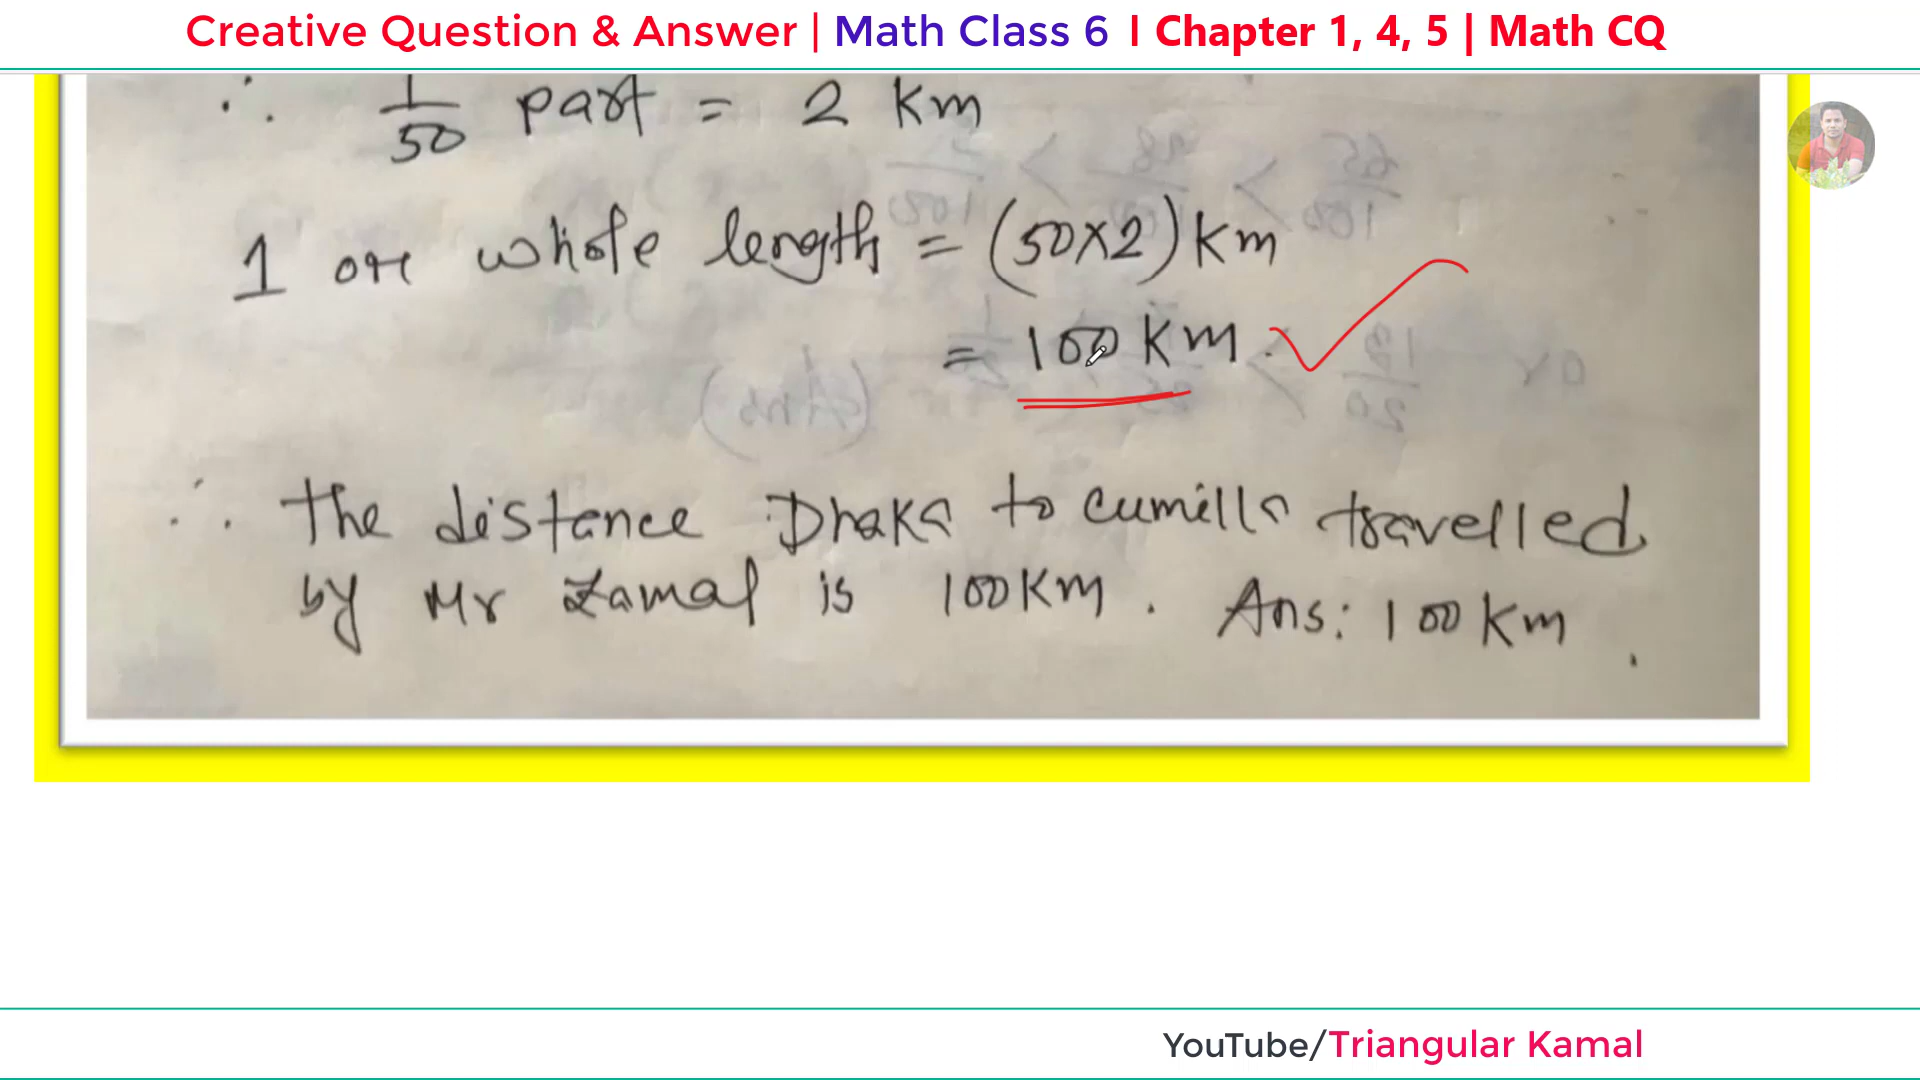 Creative Question & Answer | Math Class 6 I Chapter 1, 4, 5 | Math CQ
∴ 1/50 part = 2 Km
1 or whole length = (50×2) Km
= 100 Km.
∴ The distance Dhaka to Cumilla travelled
by Mr Zamal is 100Km. Ans: 100 Km.
YouTube/Triangular Kamal